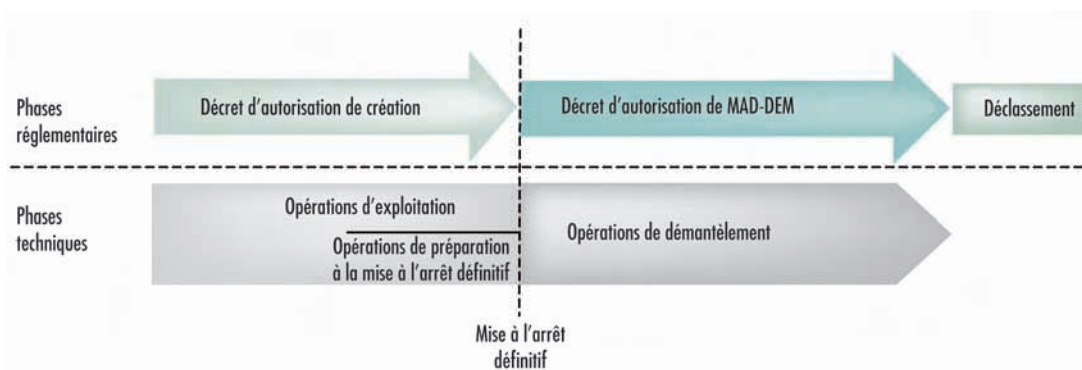 Phases
réglementaires
Décret d'autorisation de création
Décret d'autorisation de MAD-DEM
Déclassement
Phases
techniques
Opérations d'exploitation
Opérations de préparation
à la mise à l'arrêt définitif
Opérations de démantèlement
Mise à l'arrêt
définitif